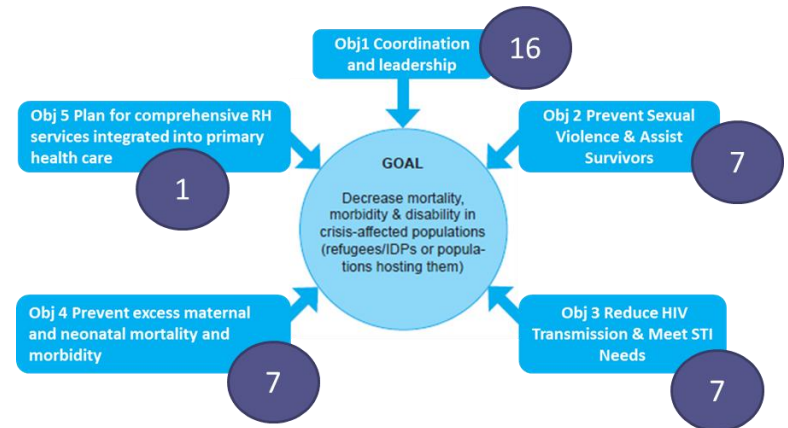 Obj1 Coordination
and leadership
16
Obj 5 Plan for comprehensive RH
services integrated into primary
health care
1
Obj 2 Prevent Sexual
Violence & Assist
Survivors
7
GOAL
Decrease mortality,
morbidity & disability in
crisis-affected populations
(refugees/IDPs or popula-
tions hosting them)
Obj 4 Prevent excess maternal
and neonatal mortality and
morbidity
7
Obj 3 Reduce HIV
Transmission & Meet STI
Needs
7